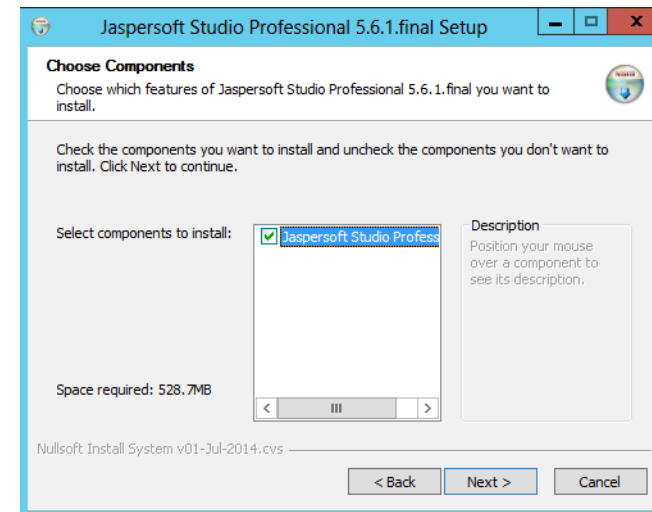 Jaspersoft Studio Professional 5.6.1.final Setup
Choose Components
Choose which features of Jaspersoft Studio Professional 5.6.1.final you want to
install.
Check the components you want to install and uncheck the components you don't want to
install. Click Next to continue.
Select components to install:
Jaspersoft Studio Profess
Description
Position your mouse
over a component to
see its description.
Space required: 528.7MB
Nullsoft Install System v01-Jul-2014.cvs
< Back
Next >
Cancel